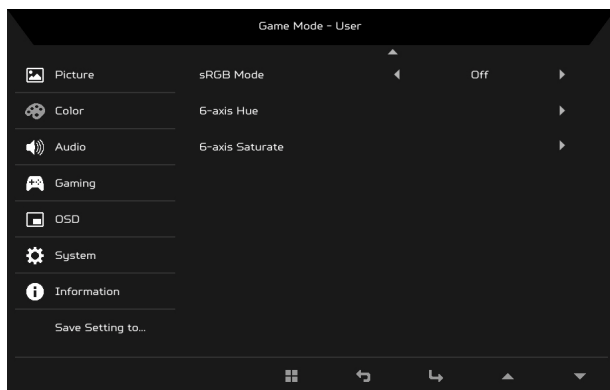 Game Mode - User
Picture
sRGB Mode Off
Color
6-axis Hue
Audio
6-axis Saturate
Gaming
OSD
System
Information
Save Setting to...